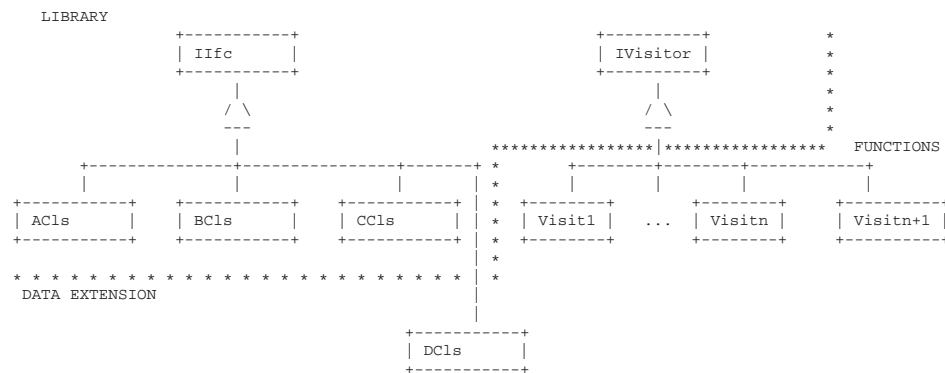 LIBRARY
IIfc IVisitor
FUNCTIONS
ACls BCls CCls Visit1 ... Visitn Visitn+1
DATA EXTENSION
DCls